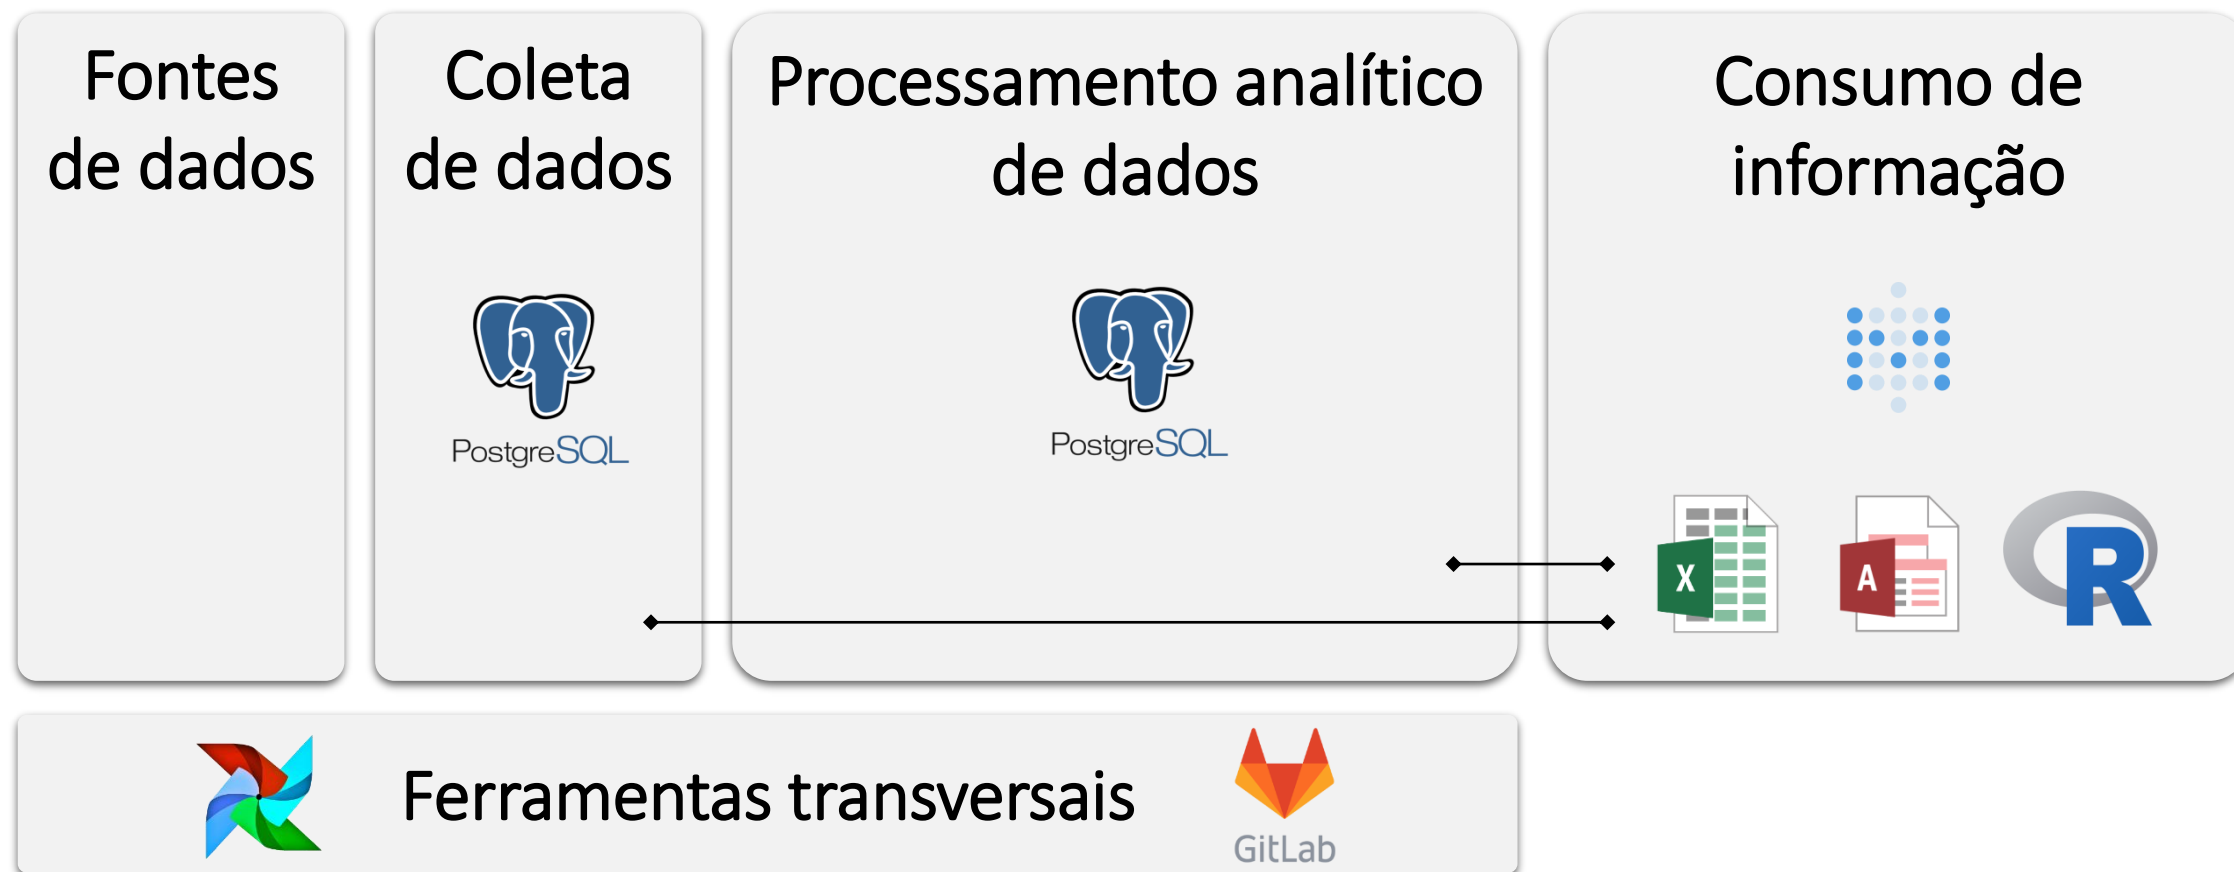 Fontes
de dados
Coleta
de dados
PostgreSQL
Processamento analítico
de dados
PostgreSQL
Consumo de
informação
X
A
R
Ferramentas transversais
GitLab